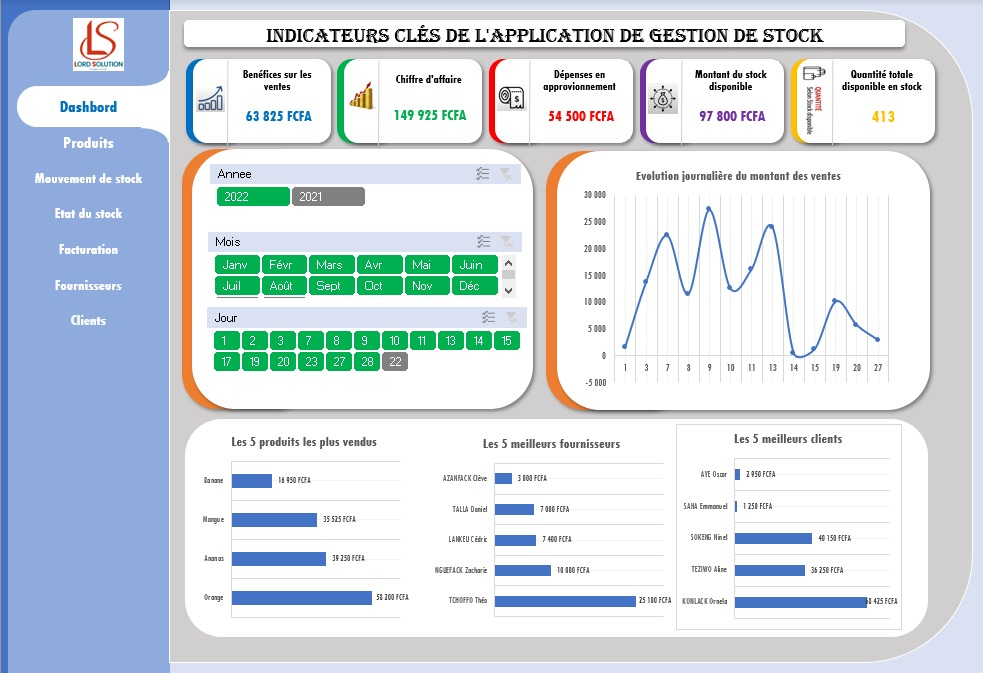 LS
LORD SOLUTION
Dashbord
Produits
Mouvement de stock
Etat du stock
Facturation
Fournisseurs
Clients
INDICATEURS CLÉS DE L'APPLICATION DE GESTION DE STOCK
Benéfices sur les
ventes
63 825 FCFA
Chiffre d'affaire
149 925 FCFA
Dépenses en
approvionnement
54 500 FCFA
Montant du stock
disponible
97 800 FCFA
QUANTITÉ
Selon Stock disponible
Quantité totale
disponible en stock
413
Annee
2022 2021
Mois
Janv Févr Mars Avr Mai Juin
Juil Août Sept Oct Nov Déc
Jour
1 2 3 7 8 9 10 11 13 14 15
17 19 20 23 27 28 22
Evolution journalière du montant des ventes
30 000
25 000
20 000
15 000
10 000
5 000
0
-5 000
1 3 7 8 9 10 11 13 14 15 19 20 27
Les 5 produits les plus vendus
Banane 16 950 FCFA
Mangue 35 525 FCFA
Ananas 39 250 FCFA
Orange 58 200 FCFA
Les 5 meilleurs fournisseurs
AZANFACK Clève 3 000 FCFA
TALLA Daniel 7 000 FCFA
LANKEU Cédric 7 400 FCFA
NGUEFACK Zacharie 10 000 FCFA
TCHOFFO Théo 25 100 FCFA
Les 5 meilleurs clients
AYE Oscar 2 950 FCFA
SAHA Emmanuel 1 250 FCFA
SOKENG Ninel 40 150 FCFA
TEZIWO Aline 36 250 FCFA
KONLACK Ornela 68 425 FCFA